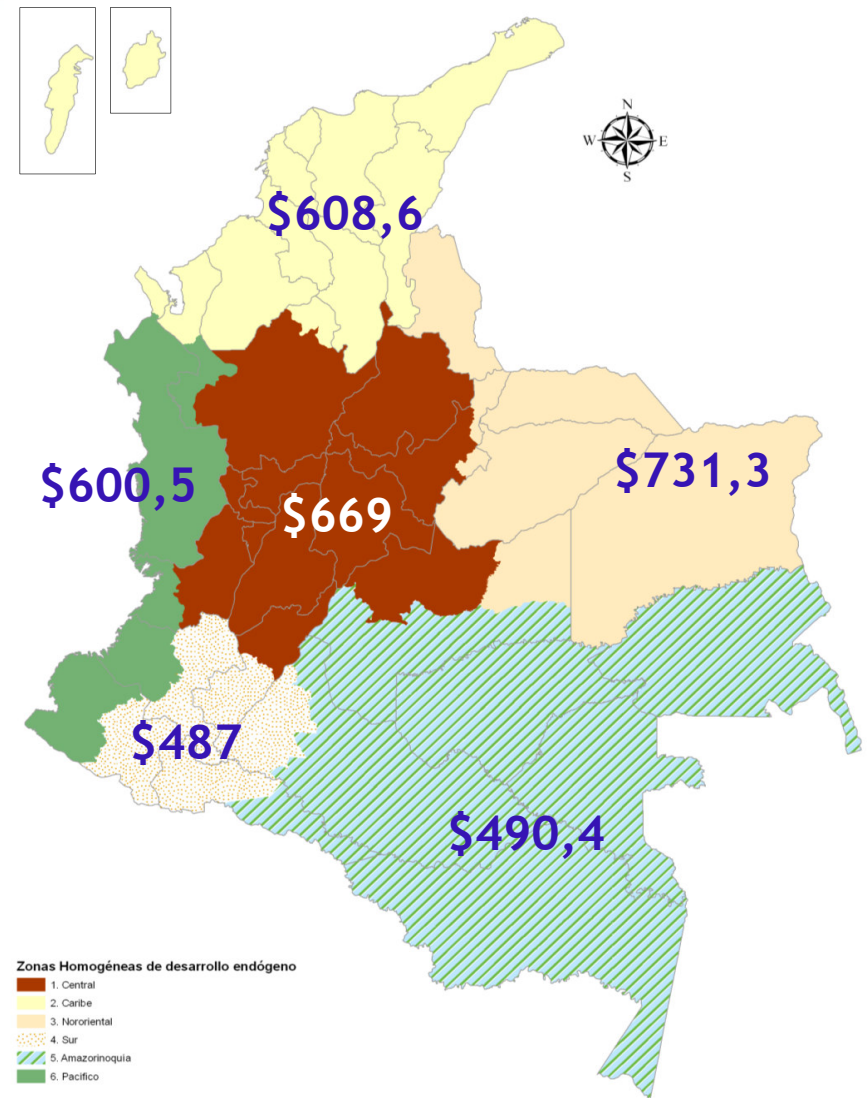 N
W E
S
$608,6
$600,5
$731,3
$669
$487
$490,4
Zonas Homogéneas de desarrollo endógeno
1. Central
2. Caribe
3. Nororiental
4. Sur
5. Amazorinoquia
6. Pacifico